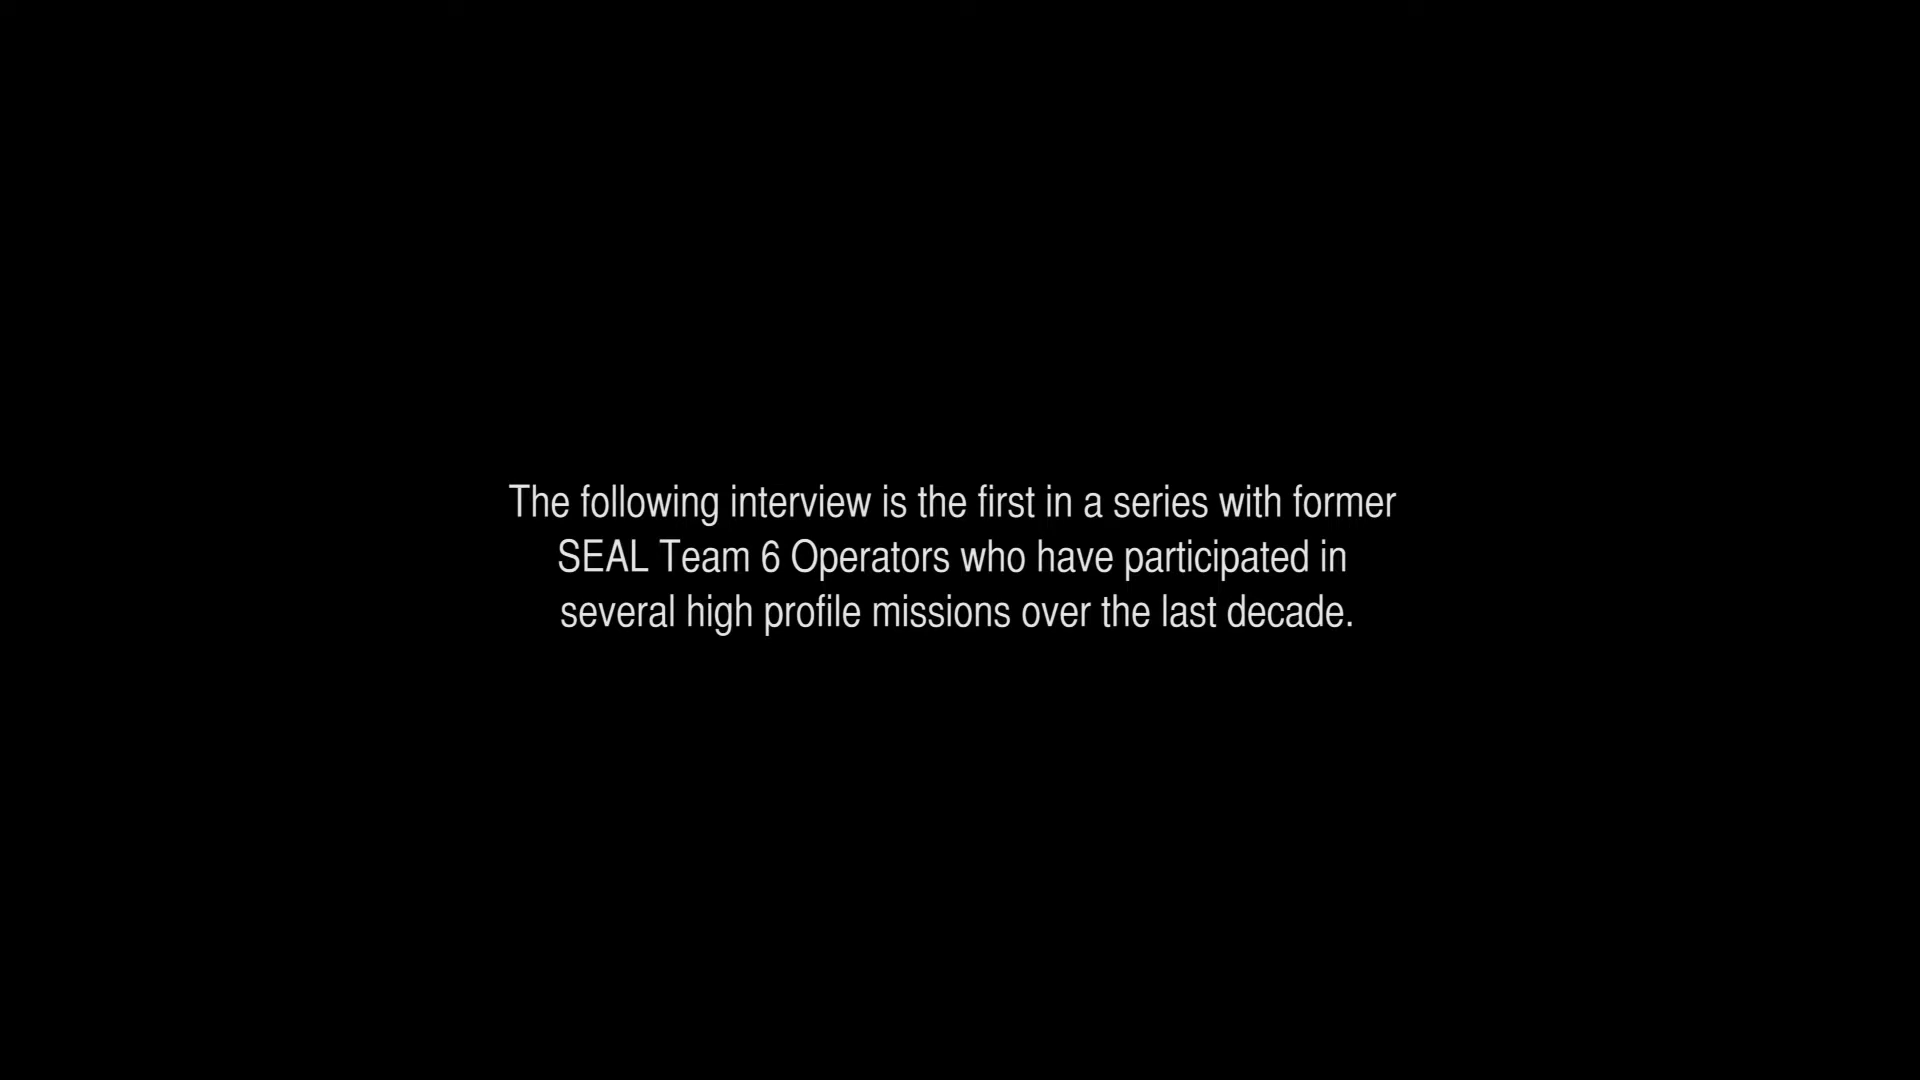 The following interview is the first in a series with former
SEAL Team 6 Operators who have participated in
several high profile missions over the last decade.